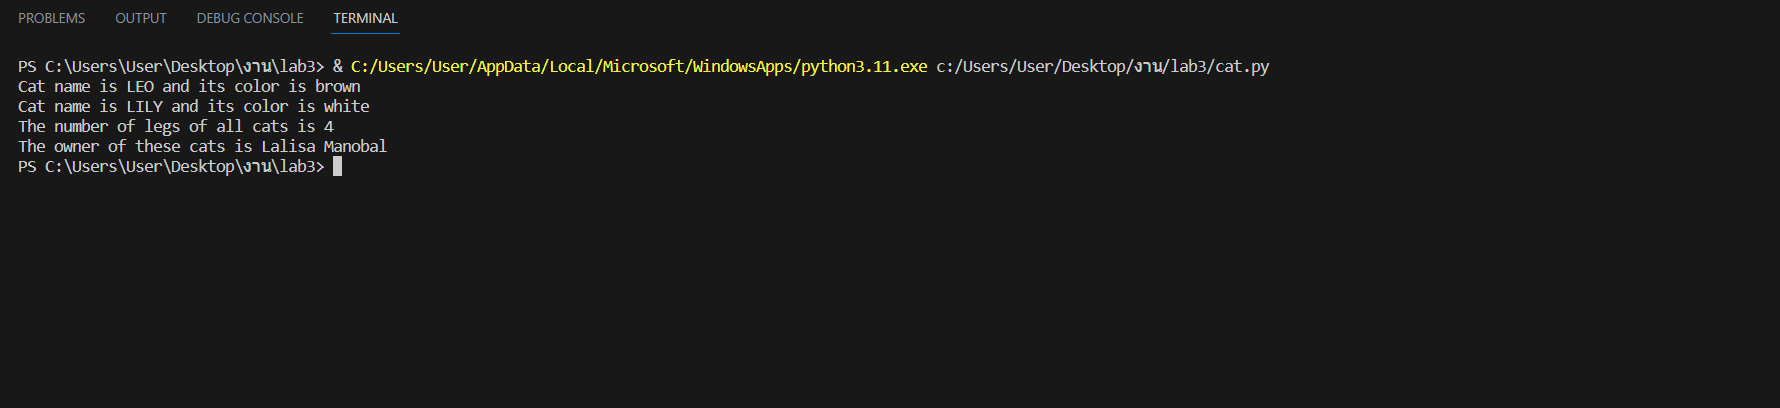 PROBLEMS OUTPUT DEBUG CONSOLE TERMINAL
PS C:\Users\User\Desktop\งาน\lab3> & C:/Users/User/AppData/Local/Microsoft/WindowsApps/python3.11.exe c:/Users/User/Desktop/งาน/lab3/cat.py
Cat name is LEO and its color is brown
Cat name is LILY and its color is white
The number of legs of all cats is 4
The owner of these cats is Lalisa Manobal
PS C:\Users\User\Desktop\งาน\lab3>